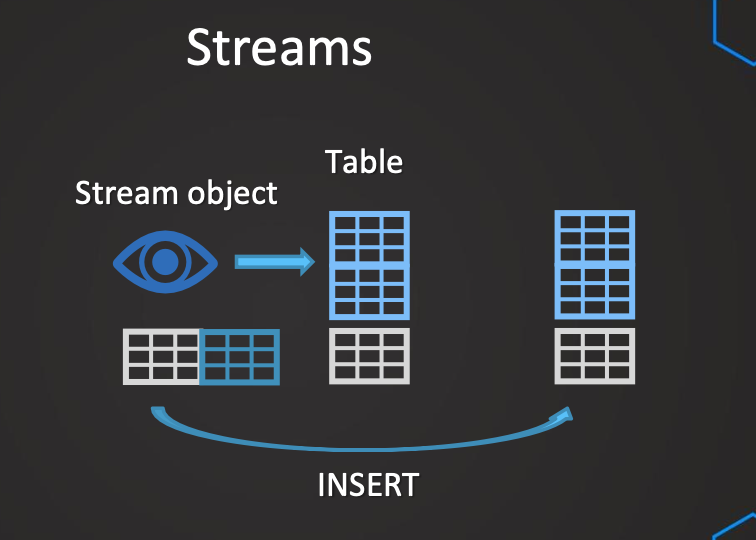 Streams
Table
Stream object
INSERT